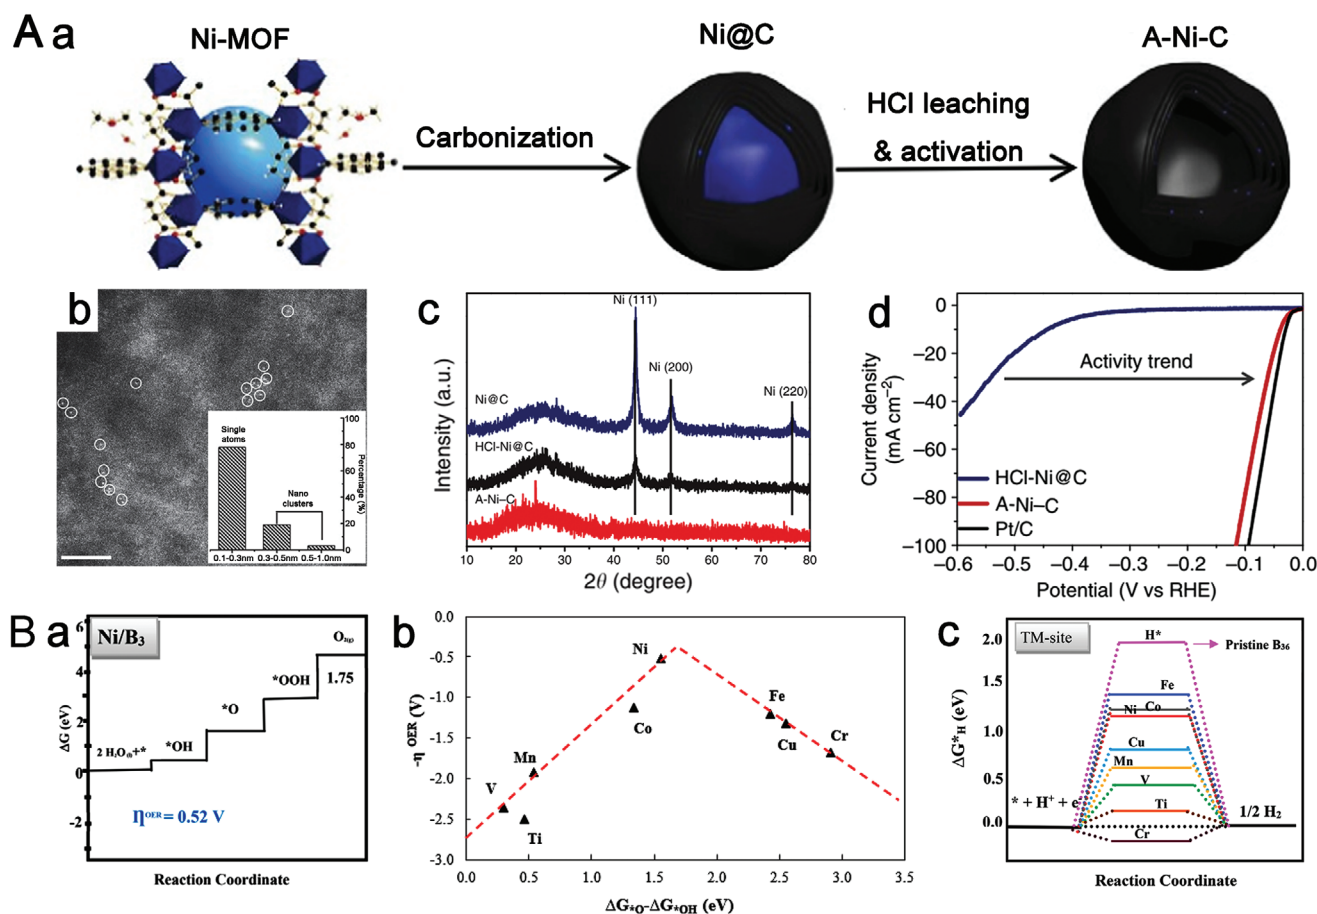 A a
Ni-MOF
Ni@C
A-Ni-C
Carbonization
HCl leaching
& activation
b
Single
atoms
Nano
clusters
100
80
60
40
20
0
Percentage (%)
0.1-0.3nm 0.3-0.5nm 0.5-1.0nm
c
Ni (111)
Ni (200)
Ni (220)
Ni@C
HCl-Ni@C
A-Ni–C
Intensity (a.u.)
10 20 30 40 50 60 70 80
2θ (degree)
d
0
−20
−40
−60
−80
−100
Current density
(mA cm⁻²)
Activity trend
HCl-Ni@C
A-Ni–C
Pt/C
−0.6 −0.5 −0.4 −0.3 −0.2 −0.1 0.0
Potential (V vs RHE)
B a
Ni/B₃
6
4
2
0
-2
ΔG (eV)
2 H₂O₍ₗ₎+*
*OH
*O
*OOH
O₂₍g₎
1.75
η^OER = 0.52 V
Reaction Coordinate
b
0.0
-0.5
-1.0
-1.5
-2.0
-2.5
-3.0
-η^OER (V)
Ni
Co
Fe
Cu
Cr
Mn
V
Ti
0.0 0.5 1.0 1.5 2.0 2.5 3.0 3.5
ΔG*O-ΔG*OH (eV)
c
TM-site
2.0
1.5
1.0
0.5
0.0
ΔG*H (eV)
H*
Pristine B₃₆
Fe
Co
Ni
Cu
Mn
V
Ti
Cr
* + H⁺ + e
1/2 H₂
Reaction Coordinate